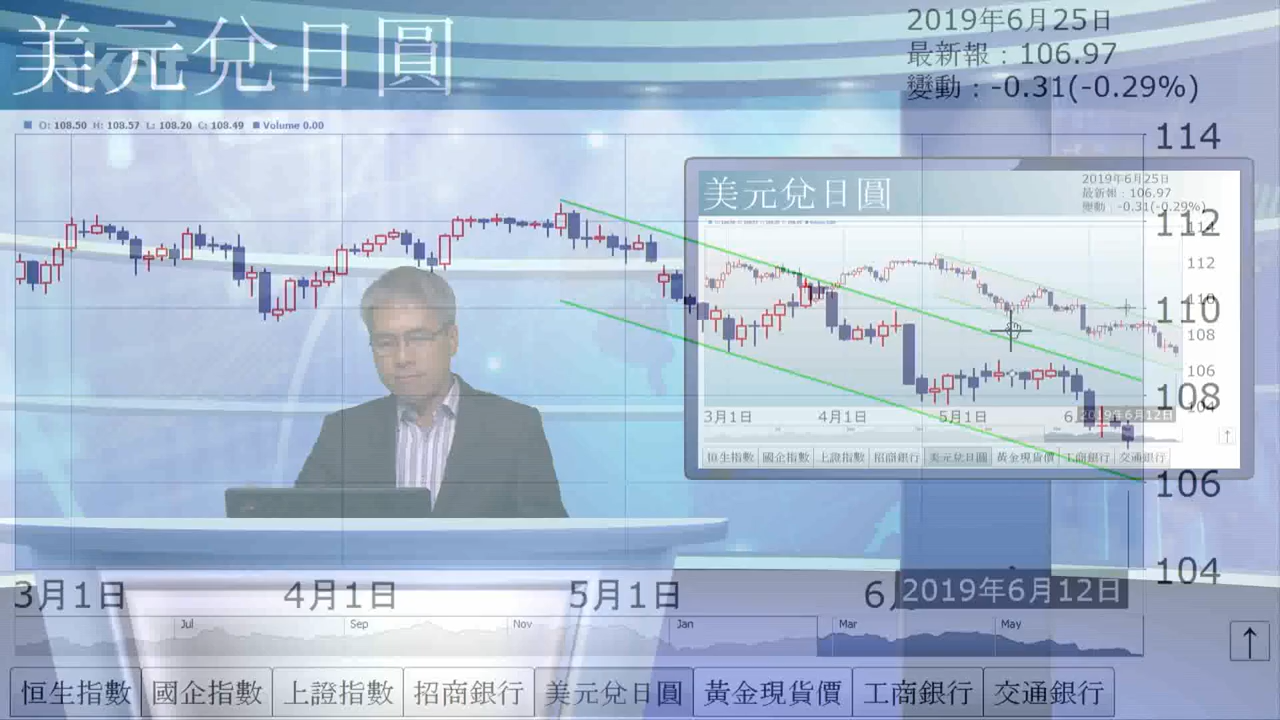 美元兌日圓
2019年6月25日
最新報：106.97
變動：-0.31(-0.29%)
O: 108.50 H: 108.57 L: 108.20 C: 108.49 Volume 0.00
114
112
110
108
106
104
美元兌日圓
2019年6月25日
最新報：106.97
變動：-0.31(-0.29%)
112
110
108
106
104
3月1日
4月1日
5月1日
2019年6月12日
恒生指數
國企指數
上證指數
招商銀行
美元兌日圓
黃金現貨價
工商銀行
交通銀行
↑
3月1日
4月1日
5月1日
6
2019年6月12日
Jul
Sep
Nov
Jan
Mar
May
↑
恒生指數
國企指數
上證指數
招商銀行
美元兌日圓
黃金現貨價
工商銀行
交通銀行